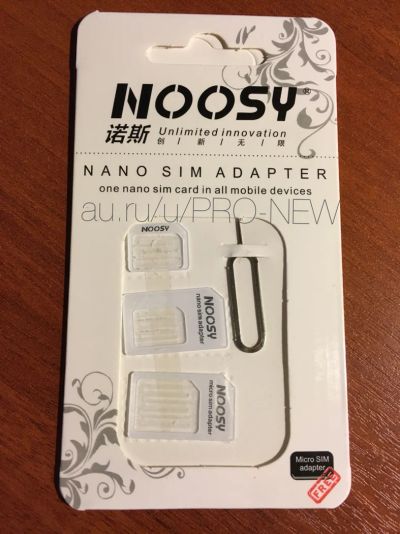 NOOSY®
诺斯 Unlimited innovation
创/新/无/限
NANO SIM ADAPTER
one nano sim card in all mobile devices
au.ru/u/PRO-NEW
NOOSY
NOOSY
nano sim adapter
NOOSY
micro sim adapter
Micro SIM
adapter
FREE